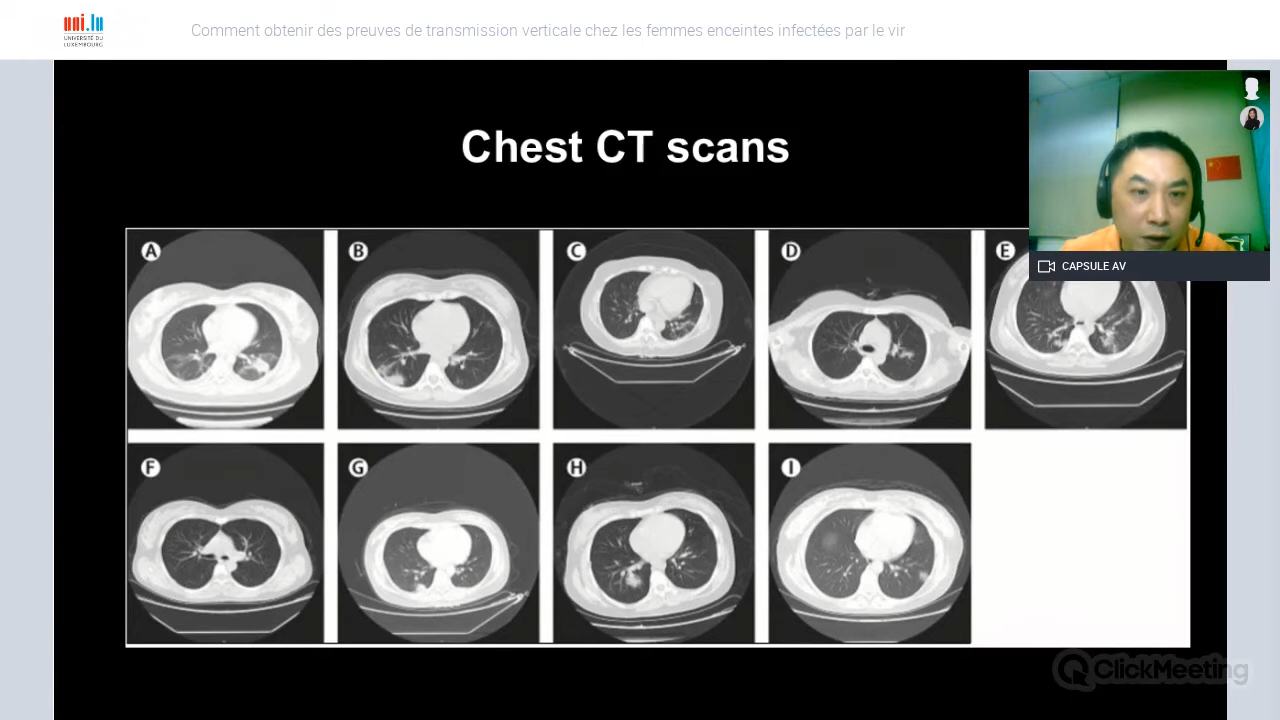 uni.lu
UNIVERSITÉ DU
LUXEMBOURG
Comment obtenir des preuves de transmission verticale chez les femmes enceintes infectées par le vir
Chest CT scans
A
B
C
D
E
CAPSULE AV
F
G
H
I
ClickMeeting